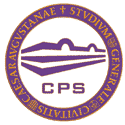 STVDIVM GENERALE CIVITATIS CAESARAVGVSTANAE
CPS